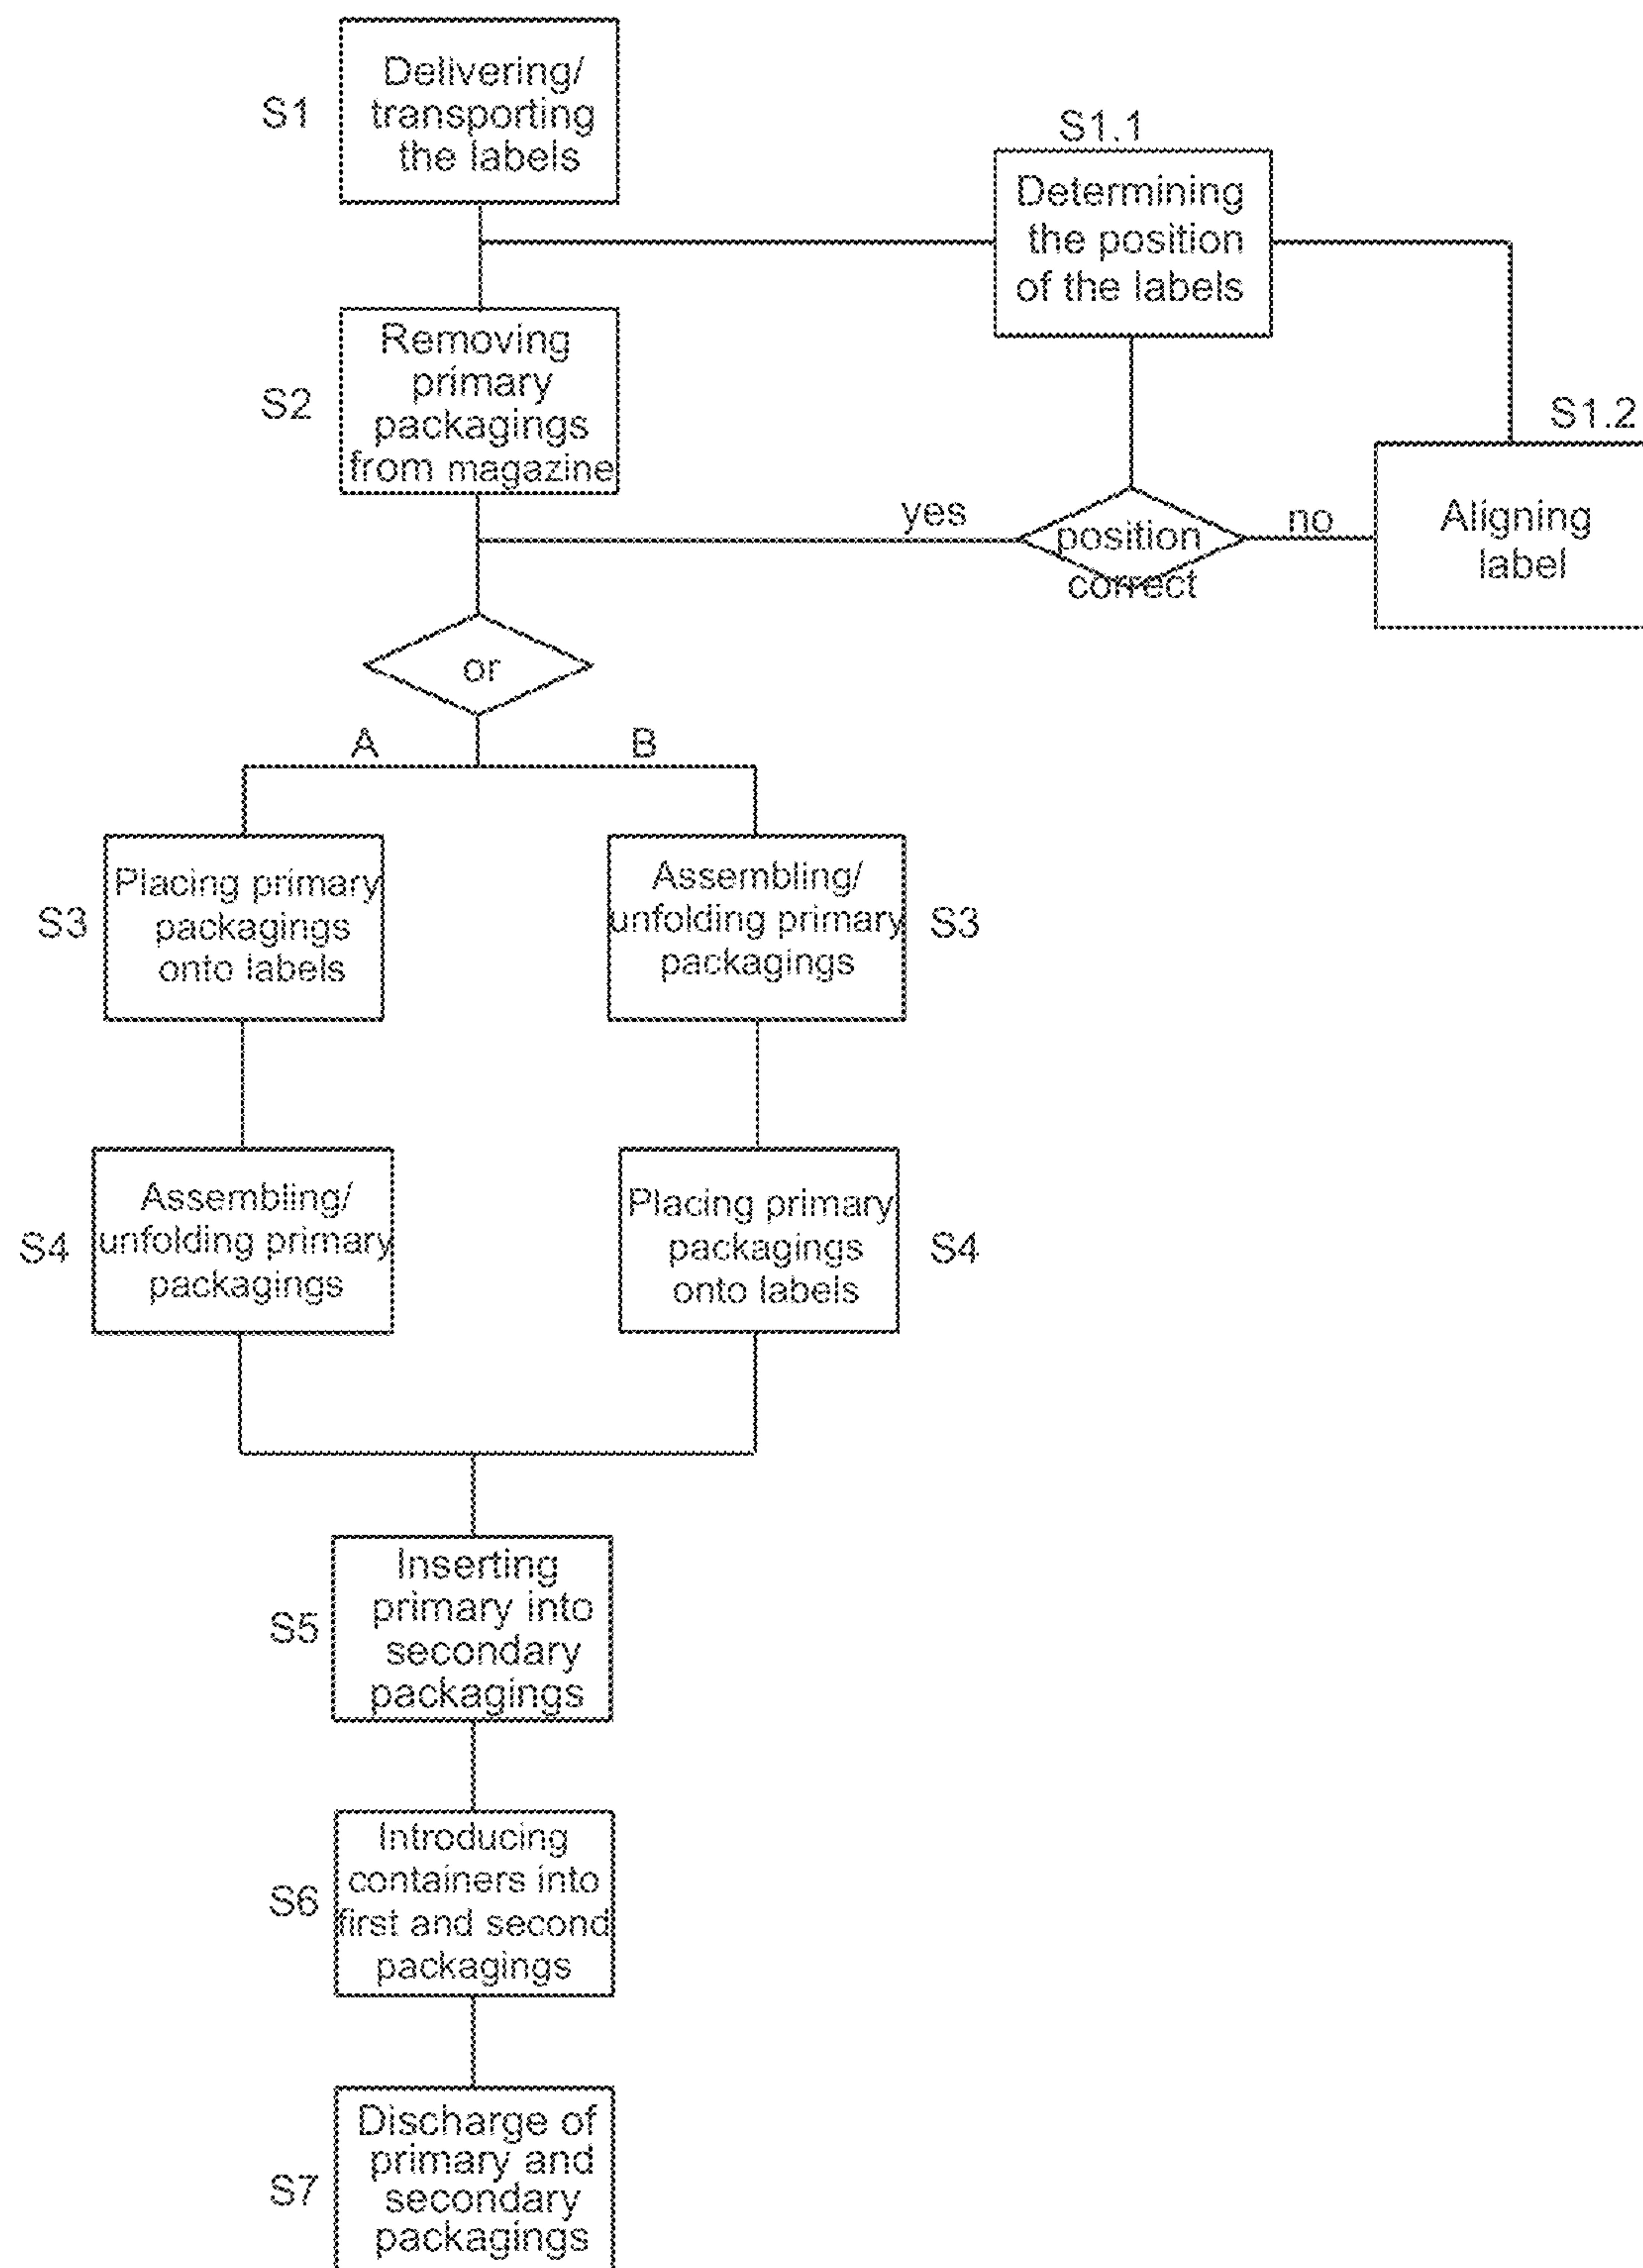 S1
Delivering/
transporting
the labels
S1.1
Determining
the position
of the labels
S2
Removing
primary
packagings
from magazine
S1.2
Aligning
label
yes
position
correct
no
or
A
B
S3
Placing primary
packagings
onto labels
Assembling/
unfolding primary
packagings
S3
S4
Assembling/
unfolding primary
packagings
Placing primary
packagings
onto labels
S4
S5
Inserting
primary into
secondary
packagings
S6
Introducing
containers into
first and second
packagings
S7
Discharge of
primary and
secondary
packagings